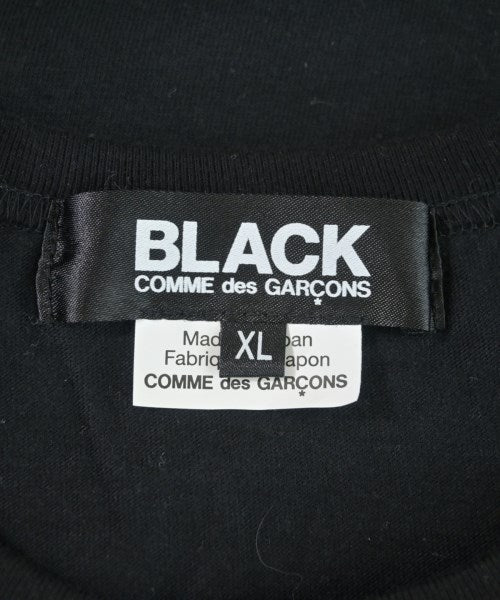 BLACK
COMME des GARÇONS
XL
Mad pan
Fabriq apon
COMME des GARÇONS